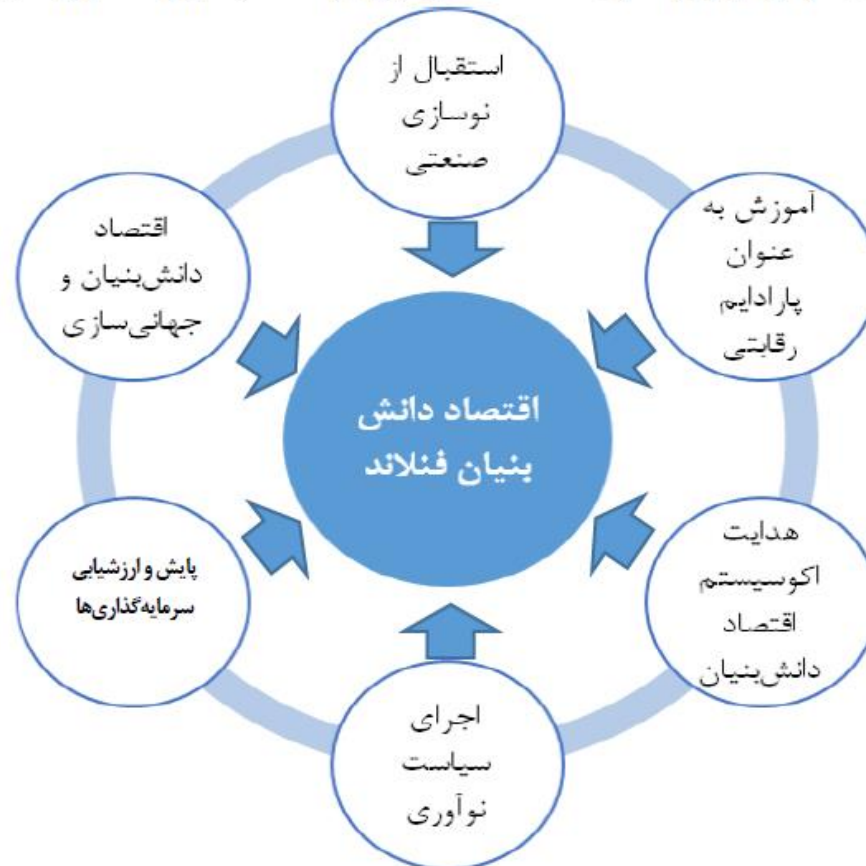 استقبال از
نوسازی
صنعتی
آموزش به
عنوان
پارادایم
رقابتی
هدایت
اکوسیستم
اقتصاد
دانش‌بنیان
اجرای
سیاست
نوآوری
پایش و ارزشیابی
سرمایه‌گذاری‌ها
اقتصاد
دانش‌بنیان و
جهانی‌سازی
اقتصاد دانش
بنیان فنلاند